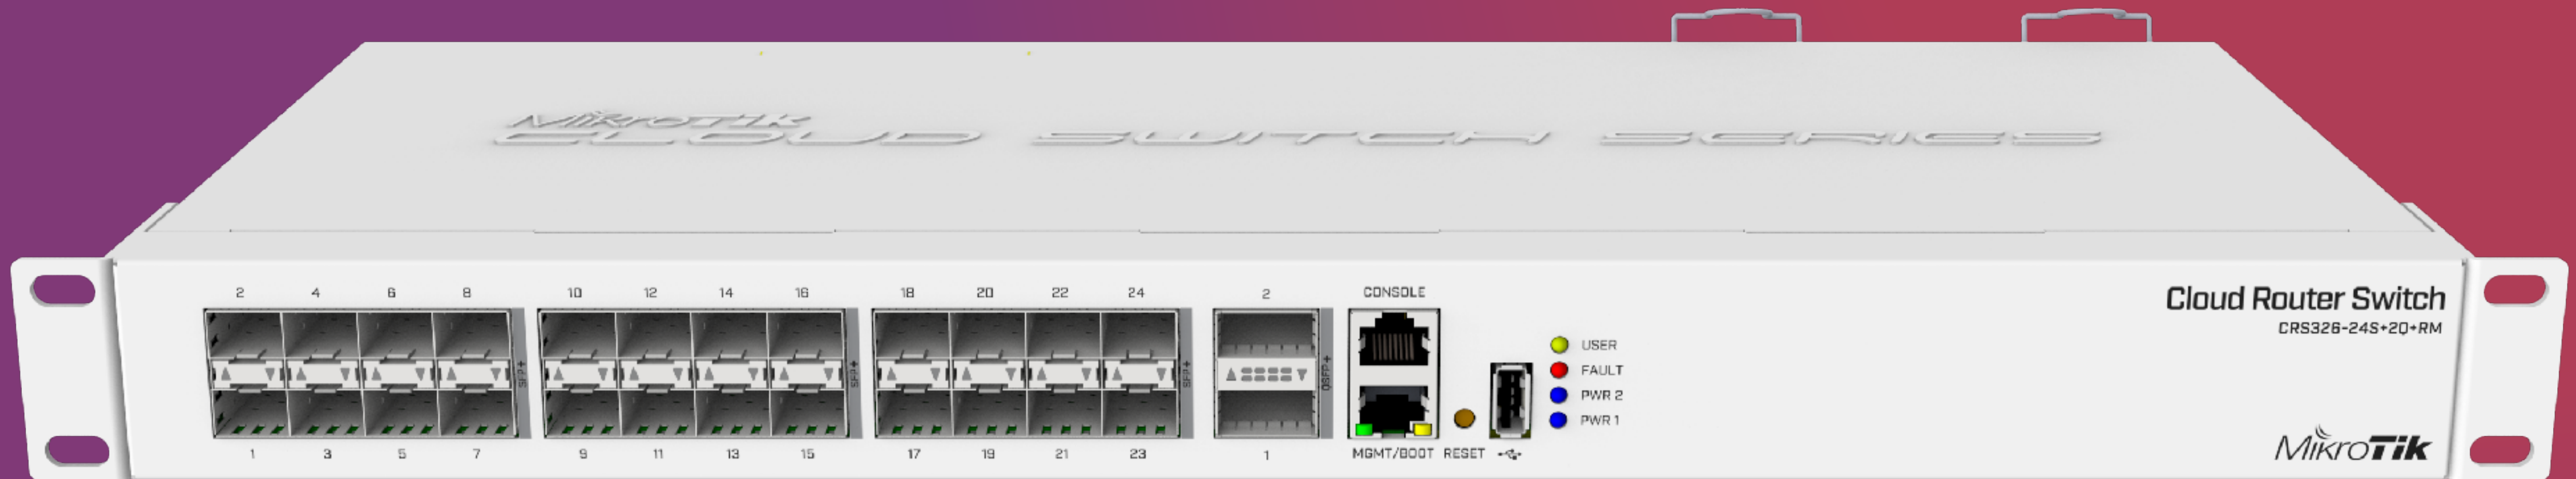 MikroTik
CLOUD SWITCH SERIES
2 4 6 8 10 12 14 16 18 20 22 24 2 CONSOLE
Cloud Router Switch
CRS326-24S+2Q+RM
SFP+ SFP+ SFP+ QSFP+
USER
FAULT
PWR 2
PWR 1
1 3 5 7 9 11 13 15 17 19 21 23 1 MGMT/BOOT RESET
MikroTik